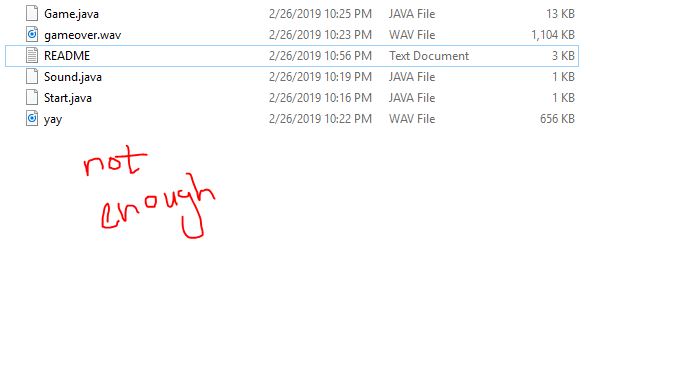 Game.java 2/26/2019 10:25 PM JAVA File 13 KB
gameover.wav 2/26/2019 10:23 PM WAV File 1,104 KB
README 2/26/2019 10:56 PM Text Document 3 KB
Sound.java 2/26/2019 10:19 PM JAVA File 1 KB
Start.java 2/26/2019 10:16 PM JAVA File 1 KB
yay 2/26/2019 10:22 PM WAV File 656 KB
not
enough